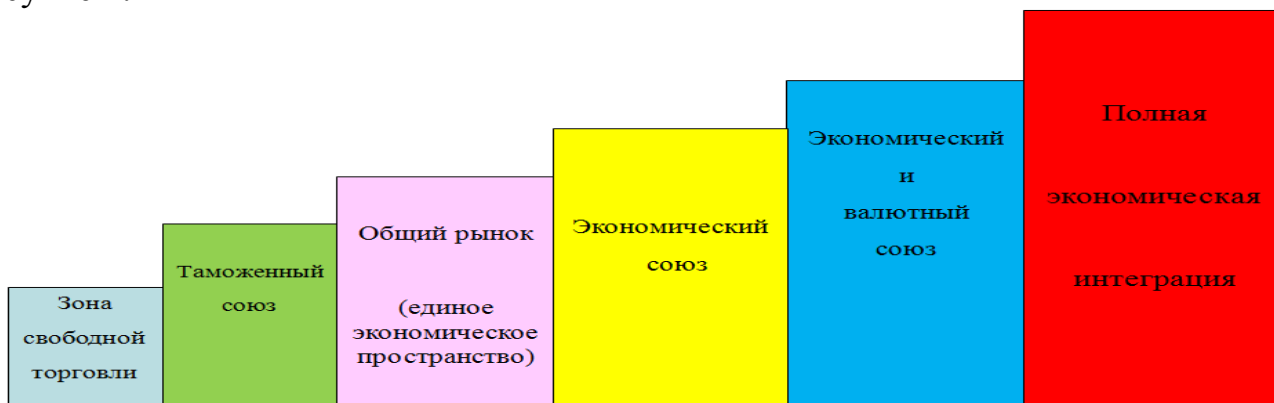 Зона
свободной
торговли
Таможенный
союз
Общий рынок
(единое
экономическое
пространство)
Экономический
союз
Экономический
и
валютный
союз
Полная
экономическая
интеграция